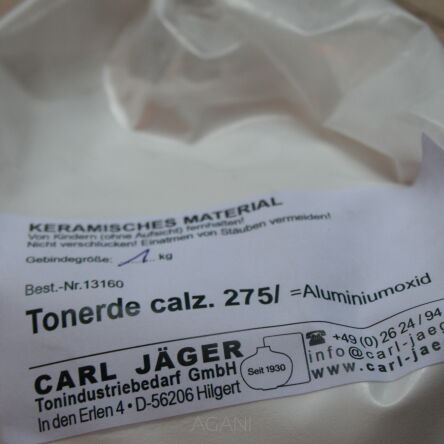 KERAMISCHES MATERIAL
Von Kindern (ohne Aufsicht) fernhalten!
Nicht verschlucken! Einatmen von Stäuben vermeiden!
Gebindegröße: 1 kg
Best.-Nr.13160
Tonerde calz. 275/ =Aluminiumoxid
CARL JÄGER
Tonindustriebedarf GmbH
In den Erlen 4 • D-56206 Hilgert
Seit 1930
☎ +49 (0) 26 24 / 94
info@carl-jaeg
www.carl-jae
AGANI